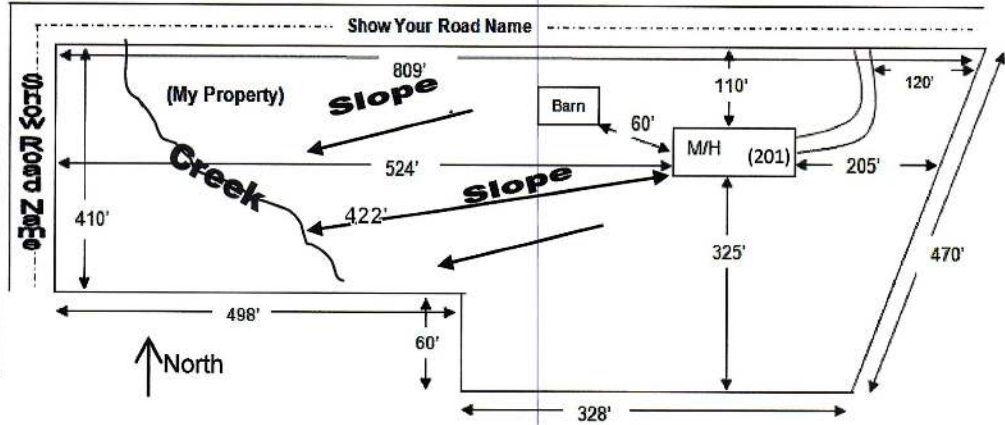 Show Your Road Name
Show Road Name
809'
(My Property)
Slope
110'
120'
Barn
60'
M/H
(201)
524'
205'
Creek
Slope
422'
410'
325'
470'
498'
60'
North
328'